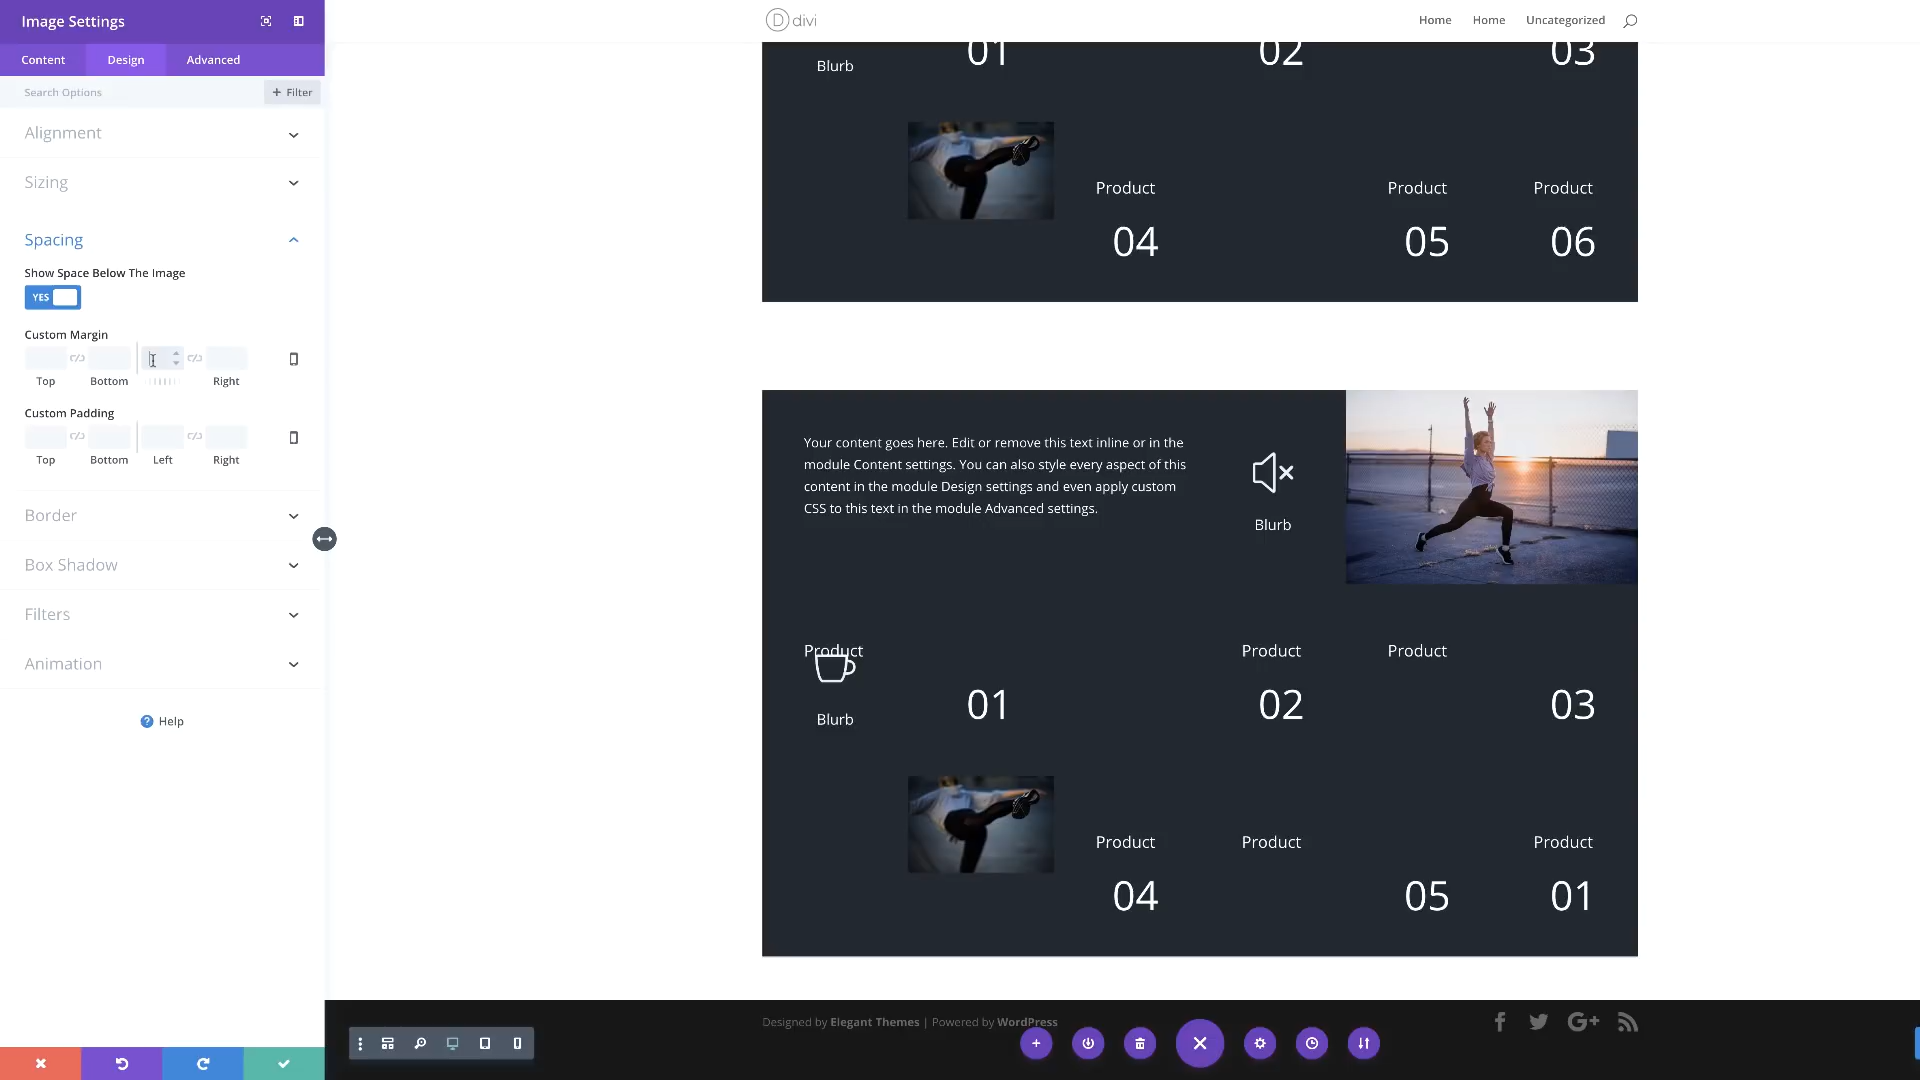 Image Settings
Content Design Advanced
Search Options
+ Filter
Alignment
Sizing
Spacing
Show Space Below The Image
YES
Custom Margin
Top Bottom Right
Custom Padding
Top Bottom Left Right
Border
Box Shadow
Filters
Animation
Help
D divi
Home Home Uncategorized
Blurb
01 02 03
Product Product Product
04 05 06
Your content goes here. Edit or remove this text inline or in the
module Content settings. You can also style every aspect of this
content in the module Design settings and even apply custom
CSS to this text in the module Advanced settings.
Blurb
Product Product Product
Blurb
01 02 03
Product Product Product
04 05 01
Designed by Elegant Themes | Powered by WordPress